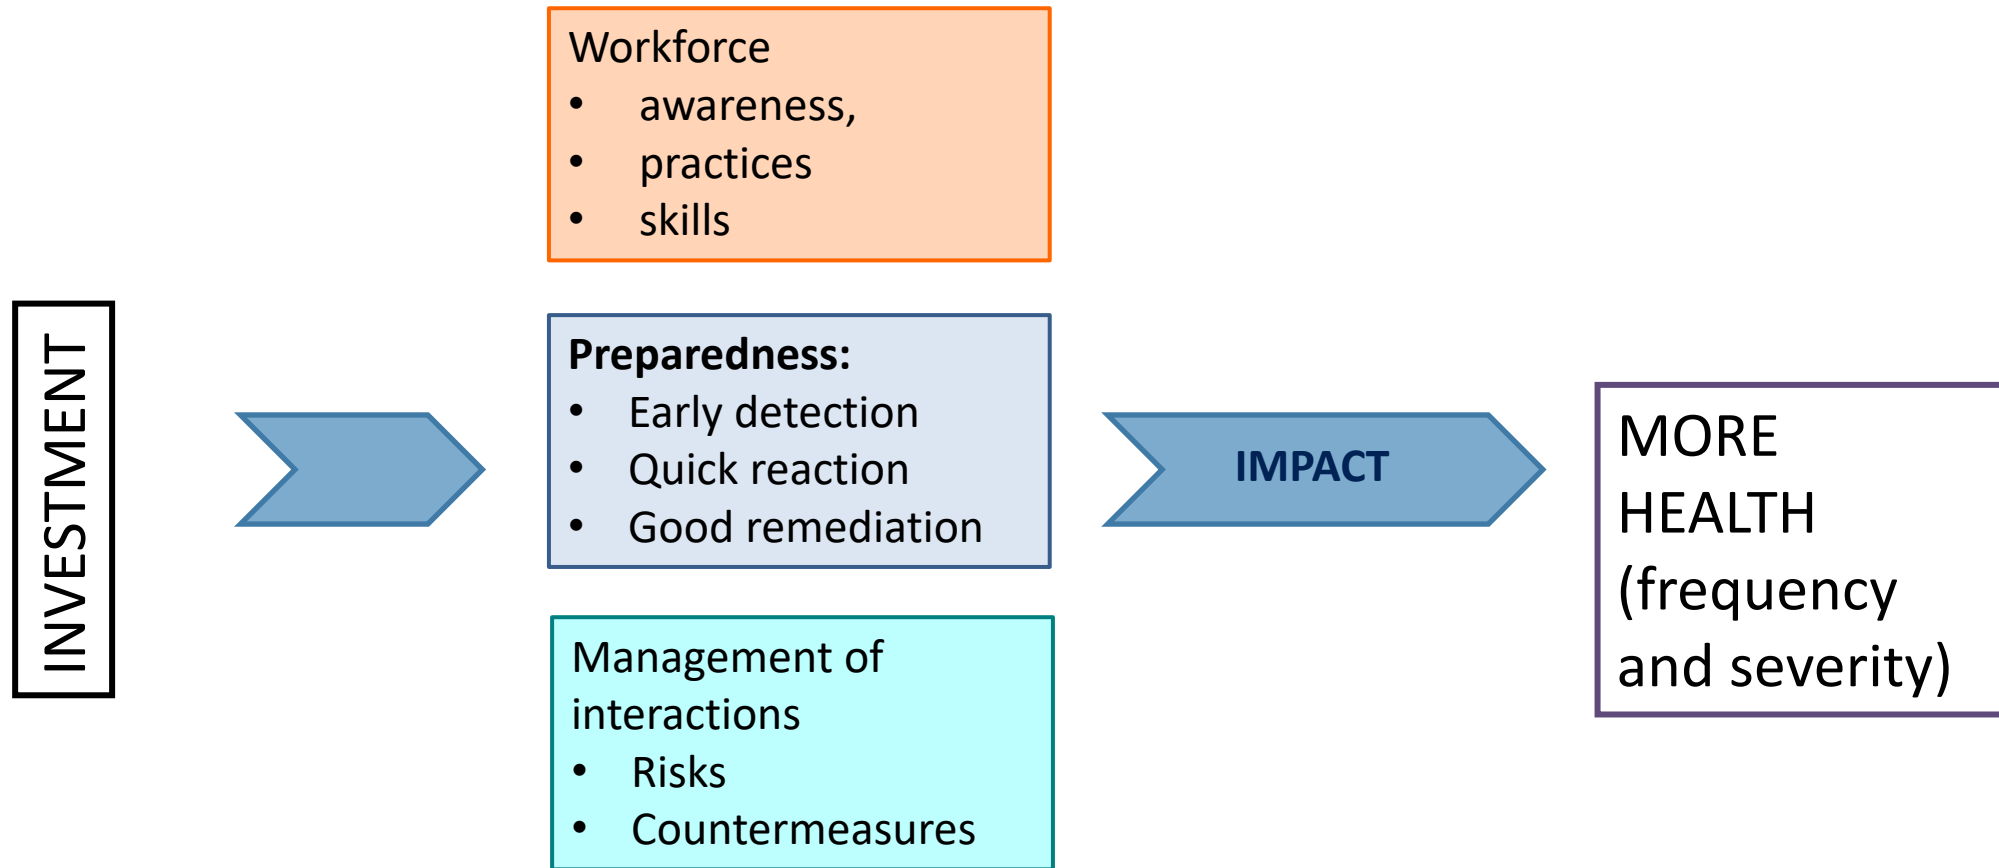 INVESTMENT
Workforce
• awareness,
• practices
• skills
Preparedness:
• Early detection
• Quick reaction
• Good remediation
Management of
interactions
• Risks
• Countermeasures
IMPACT
MORE
HEALTH
(frequency
and severity)